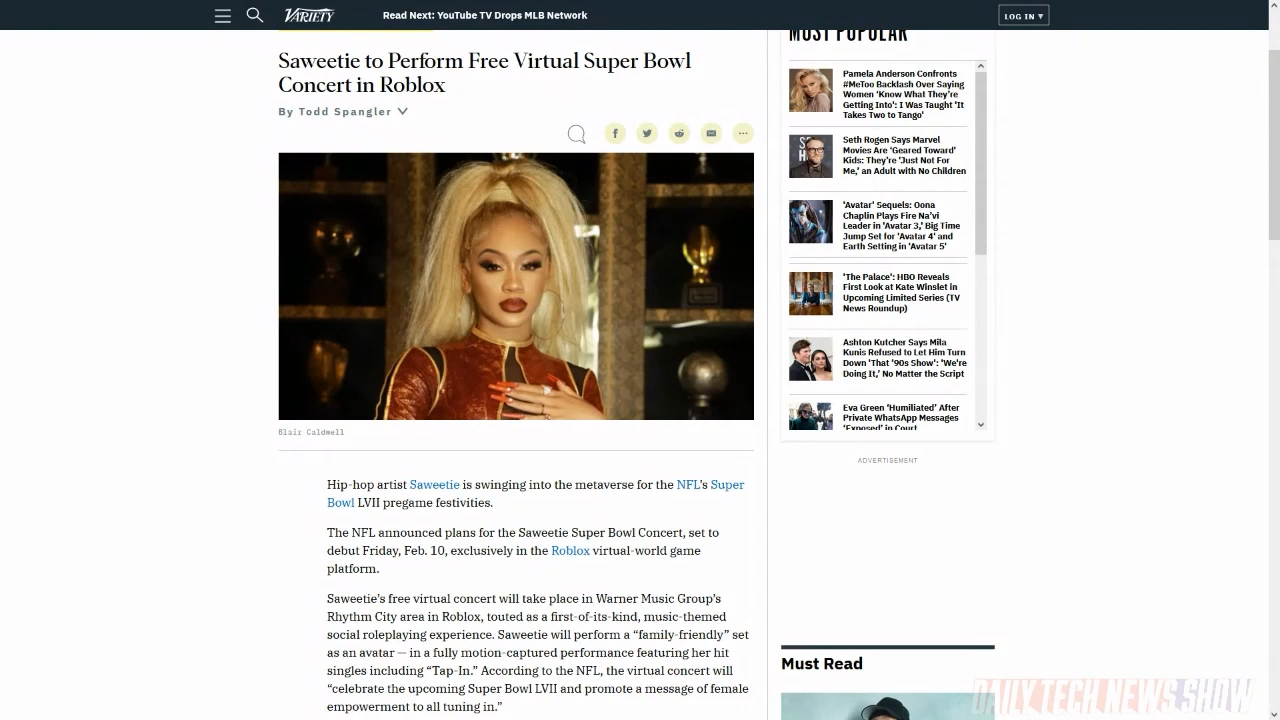 VARIETY
Read Next: YouTube TV Drops MLB Network
LOG IN ▼
Saweetie to Perform Free Virtual Super Bowl
Concert in Roblox
By Todd Spangler
Blair Caldwell
Hip-hop artist Saweetie is swinging into the metaverse for the NFL’s Super
Bowl LVII pregame festivities.
The NFL announced plans for the Saweetie Super Bowl Concert, set to
debut Friday, Feb. 10, exclusively in the Roblox virtual-world game
platform.
Saweetie’s free virtual concert will take place in Warner Music Group’s
Rhythm City area in Roblox, touted as a first-of-its-kind, music-themed
social roleplaying experience. Saweetie will perform a “family-friendly” set
as an avatar — in a fully motion-captured performance featuring her hit
singles including “Tap-In.” According to the NFL, the virtual concert will
“celebrate the upcoming Super Bowl LVII and promote a message of female
empowerment to all tuning in.”
MOST POPULAR
Pamela Anderson Confronts
#MeToo Backlash Over Saying
Women ‘Know What They’re
Getting Into’: I Was Taught ‘It
Takes Two to Tango’
Seth Rogen Says Marvel
Movies Are ‘Geared Toward’
Kids: They’re ‘Just Not For
Me,’ an Adult with No Children
‘Avatar’ Sequels: Oona
Chaplin Plays Fire Na’vi
Leader in ‘Avatar 3,’ Big Time
Jump Set for ‘Avatar 4’ and
Earth Setting in ‘Avatar 5’
‘The Palace’: HBO Reveals
First Look at Kate Winslet in
Upcoming Limited Series (TV
News Roundup)
Ashton Kutcher Says Mila
Kunis Refused to Let Him Turn
Down ‘That ’90s Show’: ‘We’re
Doing It,’ No Matter the Script
Eva Green ‘Humiliated’ After
Private WhatsApp Messages
‘Exposed’ in Court
ADVERTISEMENT
Must Read
DAILY TECH NEWS SHOW